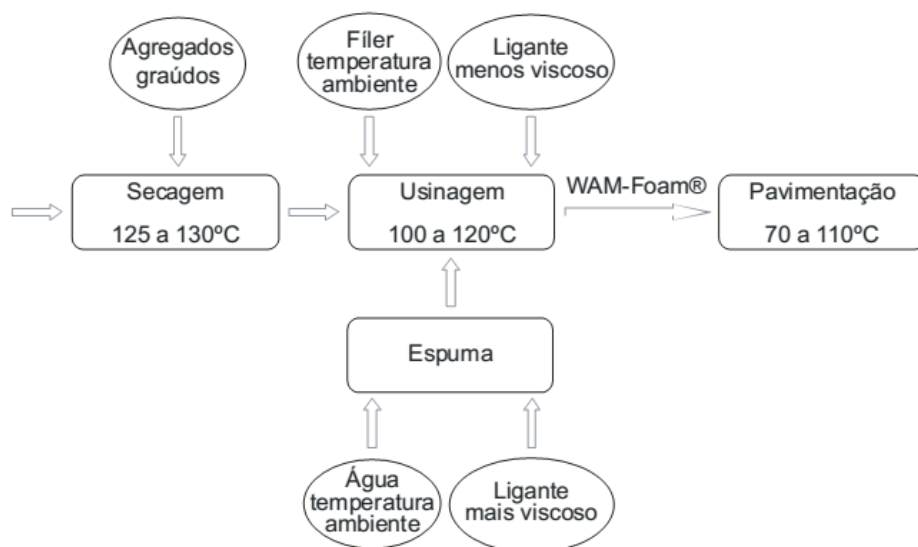 Agregados
graúdos
Fíler
temperatura
ambiente
Ligante
menos viscoso
Secagem
125 a 130ºC
Usinagem
100 a 120ºC
WAM-Foam®
Pavimentação
70 a 110ºC
Espuma
Água
temperatura
ambiente
Ligante
mais viscoso